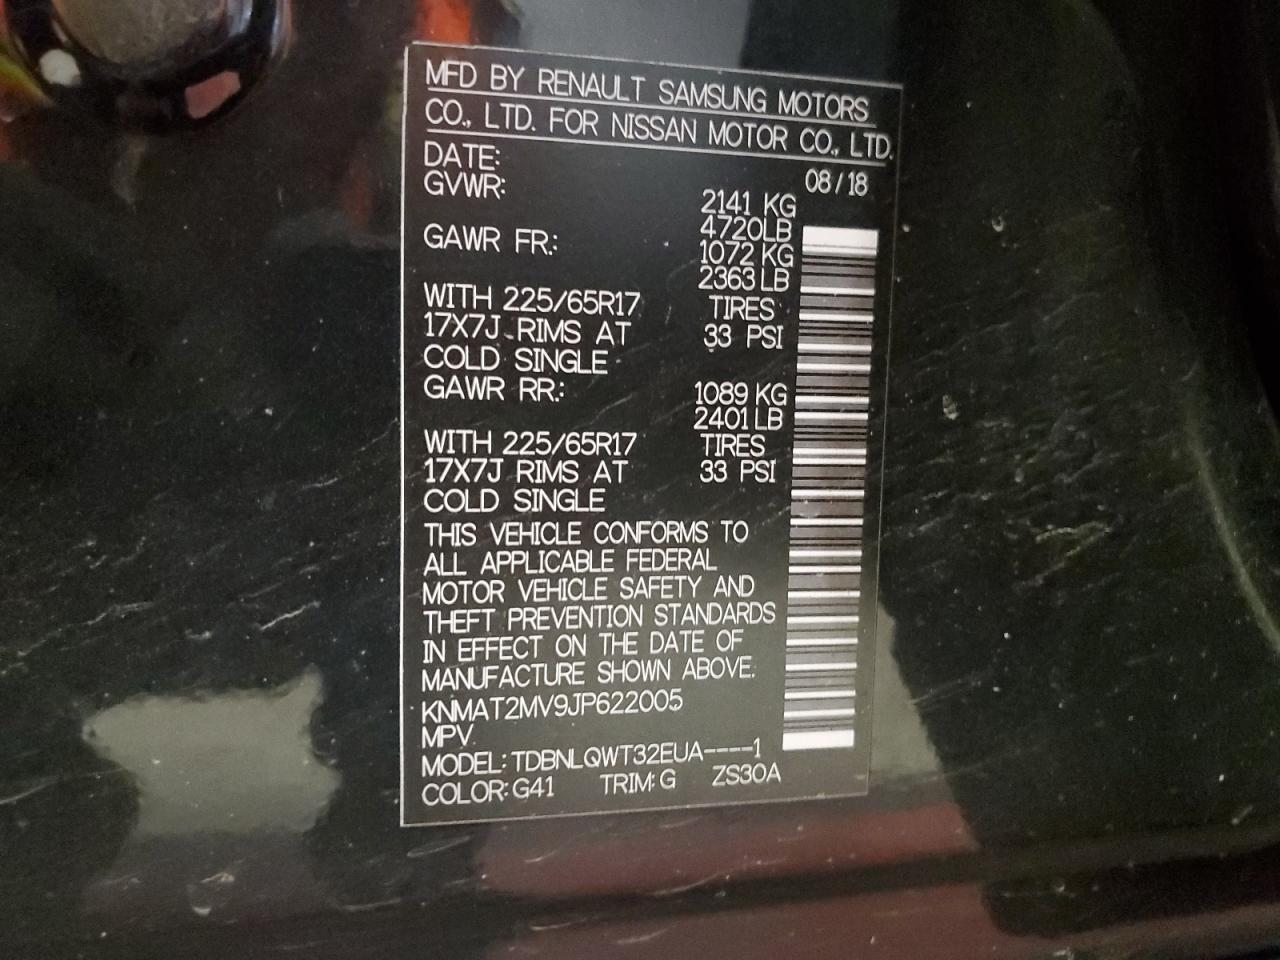 MFD BY RENAULT SAMSUNG MOTORS
CO., LTD. FOR NISSAN MOTOR CO., LTD.
DATE: 08/18
GVWR: 2141 KG
4720LB
GAWR FR: 1072 KG
2363LB
WITH 225/65R17 TIRES
17X7J RIMS AT 33 PSI
COLD SINGLE
GAWR RR: 1089 KG
2401LB
WITH 225/65R17 TIRES
17X7J RIMS AT 33 PSI
COLD SINGLE
THIS VEHICLE CONFORMS TO
ALL APPLICABLE FEDERAL
MOTOR VEHICLE SAFETY AND
THEFT PREVENTION STANDARDS
IN EFFECT ON THE DATE OF
MANUFACTURE SHOWN ABOVE.
KNMAT2MV9JP622005
MPV
MODEL: TDBNLQWT32EUA----1
COLOR: G41 TRIM: G ZS30A